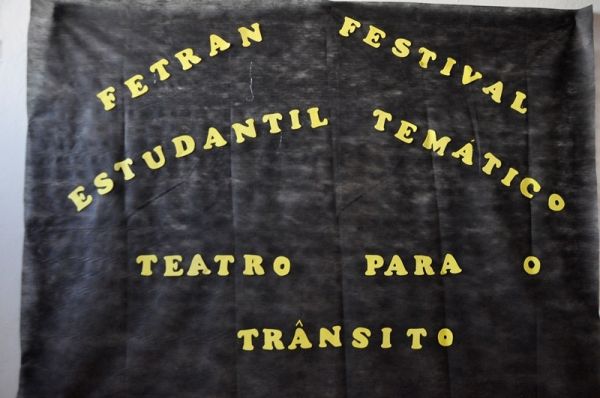 FETRAN FESTIVAL
ESTUDANTIL TEMÁTICO
TEATRO PARA O
TRÂNSITO